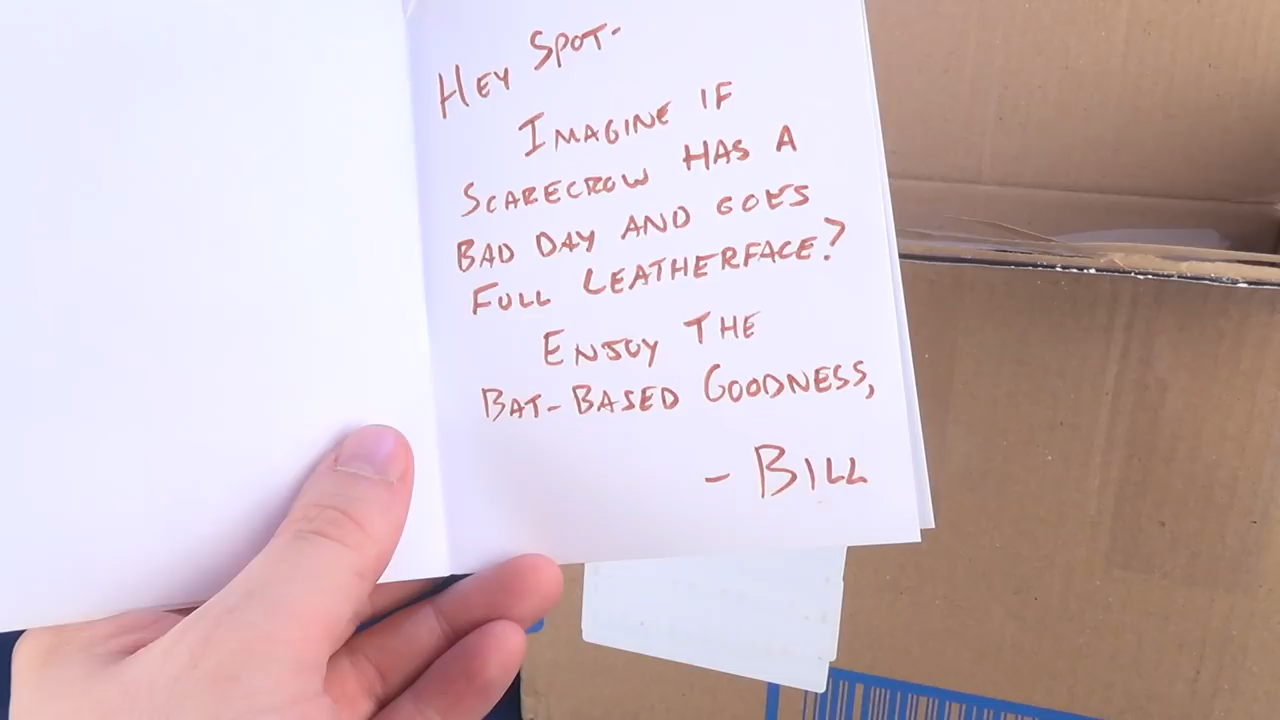 HEY SPOT-
IMAGINE IF
SCARECROW HAS A
BAD DAY AND GOES
FULL LEATHERFACE?
ENJOY THE
BAT-BASED GOODNESS,
- BILL